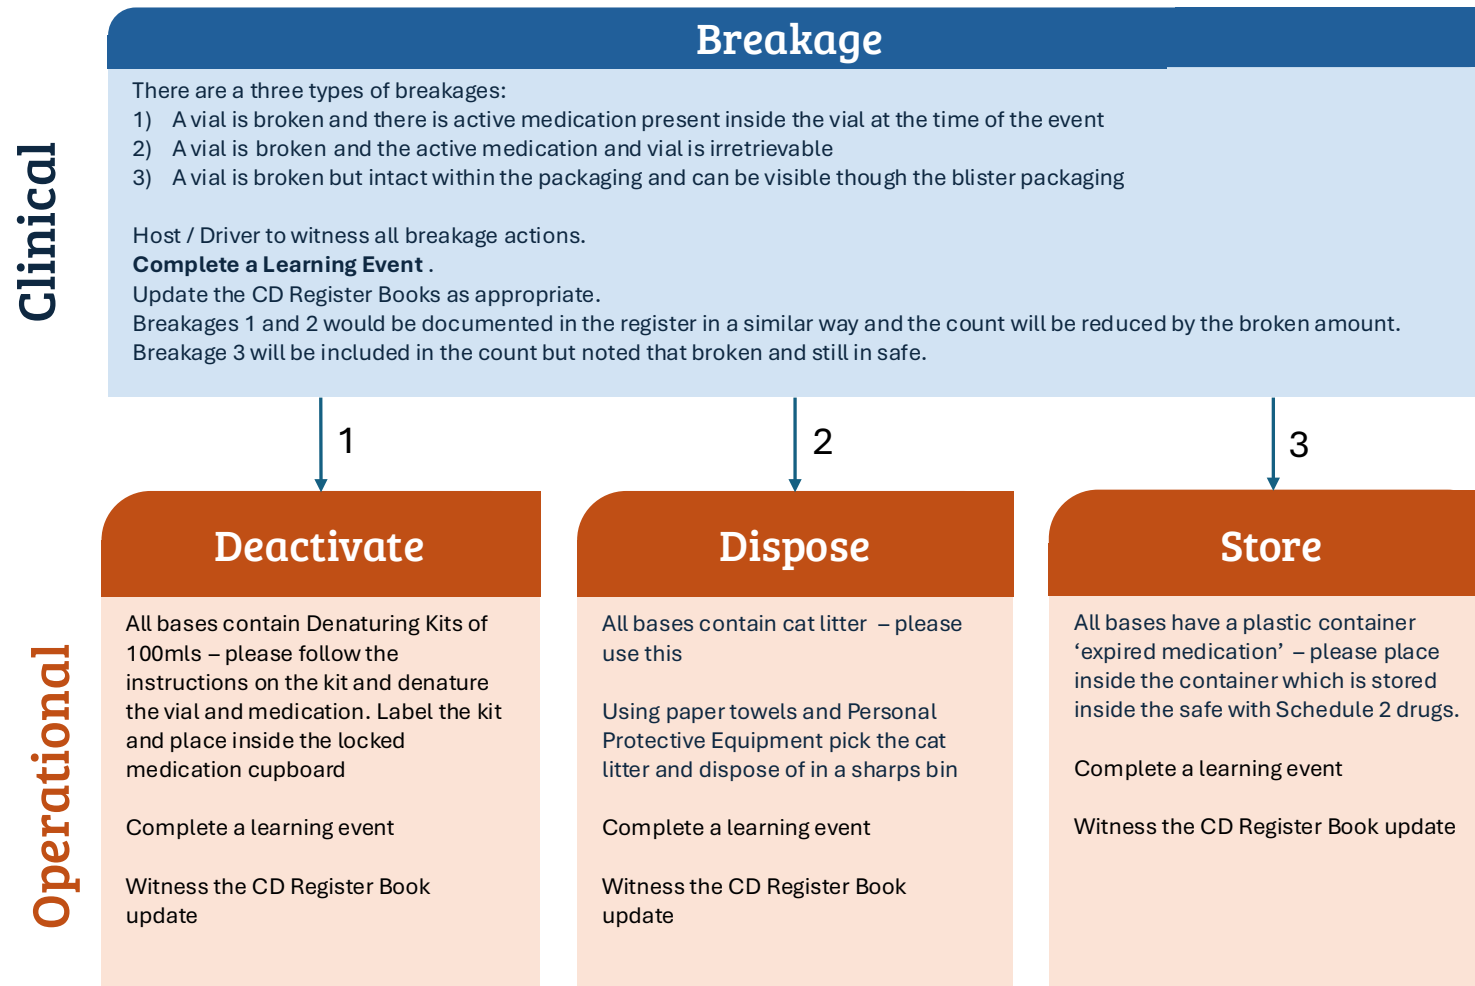 Clinical
Breakage
There are a three types of breakages:
1) A vial is broken and there is active medication present inside the vial at the time of the event
2) A vial is broken and the active medication and vial is irretrievable
3) A vial is broken but intact within the packaging and can be visible though the blister packaging
Host / Driver to witness all breakage actions.
Complete a Learning Event .
Update the CD Register Books as appropriate.
Breakages 1 and 2 would be documented in the register in a similar way and the count will be reduced by the broken amount.
Breakage 3 will be included in the count but noted that broken and still in safe.
1
2
3
Operational
Deactivate
All bases contain Denaturing Kits of
100mls – please follow the
instructions on the kit and denature
the vial and medication. Label the kit
and place inside the locked
medication cupboard
Complete a learning event
Witness the CD Register Book
update
Dispose
All bases contain cat litter – please
use this
Using paper towels and Personal
Protective Equipment pick the cat
litter and dispose of in a sharps bin
Complete a learning event
Witness the CD Register Book
update
Store
All bases have a plastic container
‘expired medication’ – please place
inside the container which is stored
inside the safe with Schedule 2 drugs.
Complete a learning event
Witness the CD Register Book update